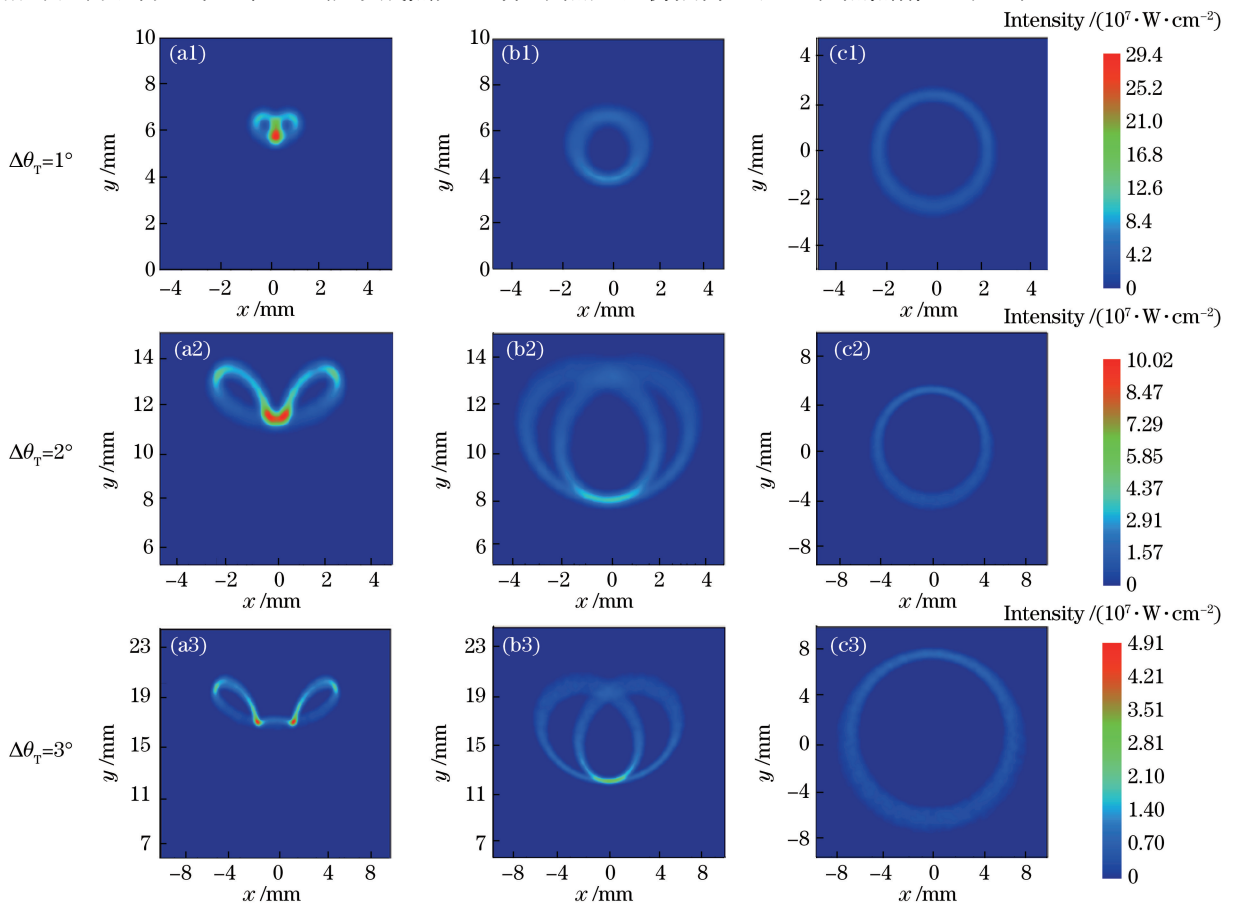 Intensity /(10⁷·W·cm⁻²)
(a1) (b1) (c1)
10 8 6 4 2 0
y /mm
−4 −2 0 2 4
x /mm
10 8 6 4 2 0
y /mm
−4 −2 0 2 4
x /mm
4 2 0 −2 −4
y /mm
−4 −2 0 2 4
x /mm
29.4
25.2
21.0
16.8
12.6
8.4
4.2
0
Δθ_T=1°
Intensity /(10⁷·W·cm⁻²)
(a2) (b2) (c2)
14 12 10 8 6
y /mm
−4 −2 0 2 4
x /mm
14 12 10 8 6
y /mm
−4 −2 0 2 4
x /mm
8 4 0 −4 −8
y /mm
−8 −4 0 4 8
x /mm
10.02
8.47
7.29
5.85
4.37
2.91
1.57
0
Δθ_T=2°
Intensity /(10⁷·W·cm⁻²)
(a3) (b3) (c3)
23 19 15 11 7
y /mm
−8 −4 0 4 8
x /mm
23 19 15 11 7
y /mm
−8 −4 0 4 8
x /mm
8 4 0 −4 −8
y /mm
−8 −4 0 4 8
x /mm
4.91
4.21
3.51
2.81
2.10
1.40
0.70
0
Δθ_T=3°